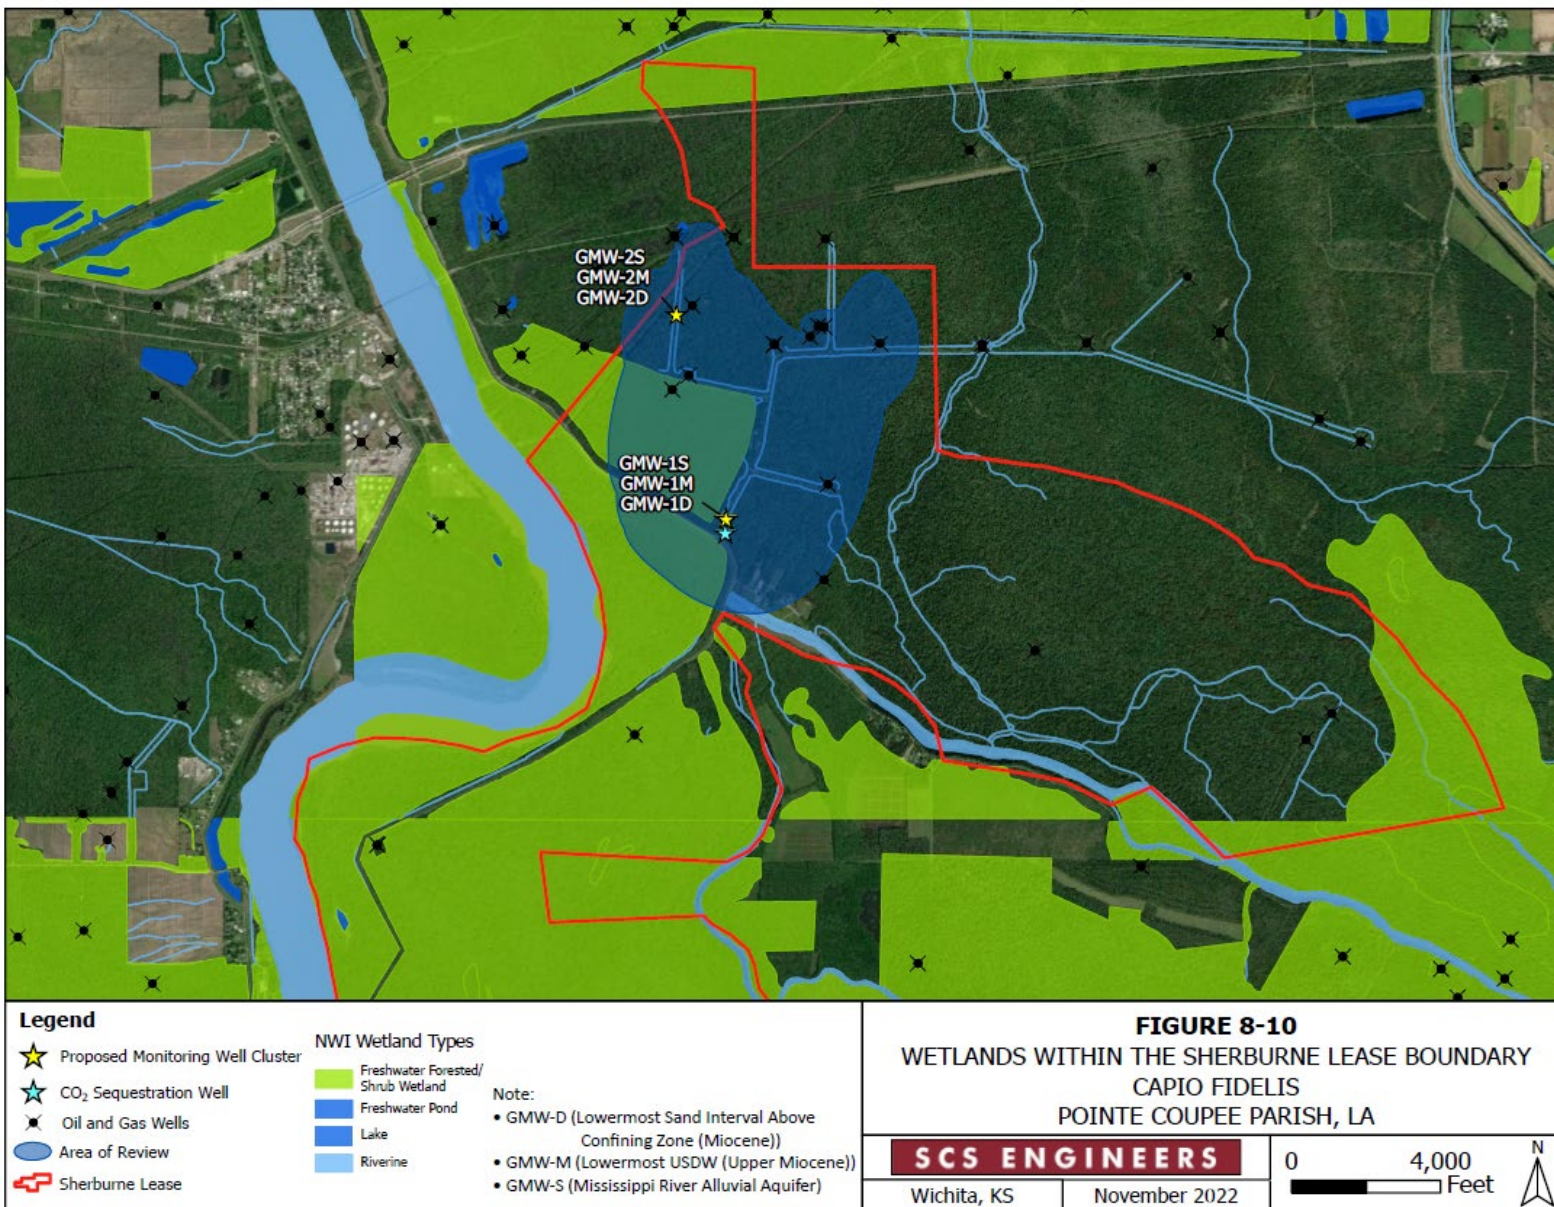 GMW-2S
GMW-2M
GMW-2D
GMW-1S
GMW-1M
GMW-1D
Legend
Proposed Monitoring Well Cluster
CO₂ Sequestration Well
Oil and Gas Wells
Area of Review
Sherburne Lease
NWI Wetland Types
Freshwater Forested/
Shrub Wetland
Freshwater Pond
Lake
Riverine
Note:
• GMW-D (Lowermost Sand Interval Above
Confining Zone (Miocene))
• GMW-M (Lowermost USDW (Upper Miocene))
• GMW-S (Mississippi River Alluvial Aquifer)
FIGURE 8-10
WETLANDS WITHIN THE SHERBURNE LEASE BOUNDARY
CAPIO FIDELIS
POINTE COUPEE PARISH, LA
SCS ENGINEERS
Wichita, KS
November 2022
0 4,000
Feet
N